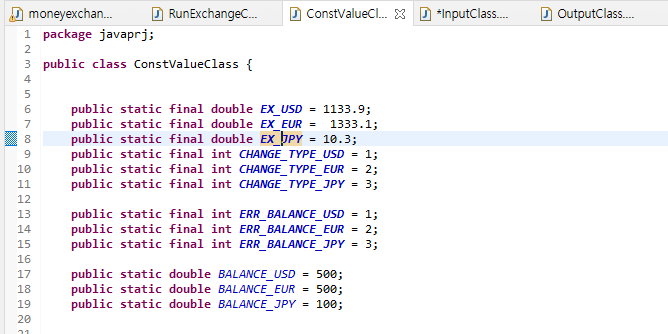 moneyexchan... RunExchangeC... ConstValueCl... *InputClass.... OutputClass....
1 package javaprj;
2
3 public class ConstValueClass {
4
5
6 public static final double EX_USD = 1133.9;
7 public static final double EX_EUR =  1333.1;
8 public static final double EX_JPY = 10.3;
9 public static final int CHANGE_TYPE_USD = 1;
10 public static final int CHANGE_TYPE_EUR = 2;
11 public static final int CHANGE_TYPE_JPY = 3;
12
13 public static final int ERR_BALANCE_USD = 1;
14 public static final int ERR_BALANCE_EUR = 2;
15 public static final int ERR_BALANCE_JPY = 3;
16
17 public static double BALANCE_USD = 500;
18 public static double BALANCE_EUR = 500;
19 public static double BALANCE_JPY = 100;
20
21